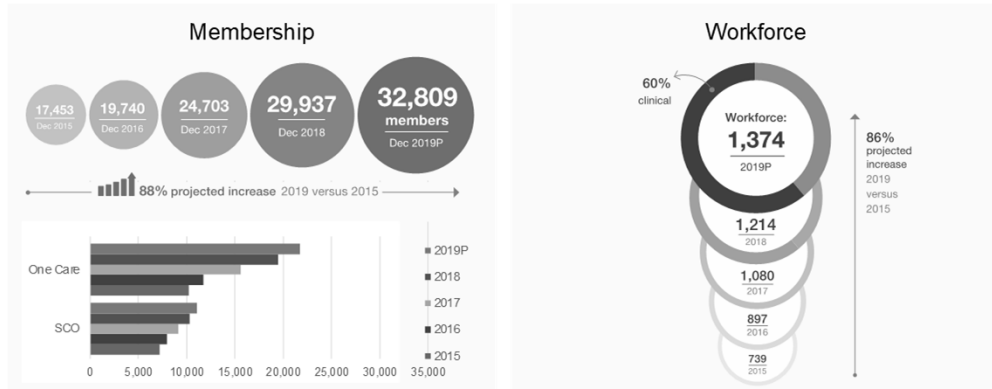 Membership
17,453
Dec 2015
19,740
Dec 2016
24,703
Dec 2017
29,937
Dec 2018
32,809
members
Dec 2019P
88% projected increase 2019 versus 2015
One Care
SCO
0 5,000 10,000 15,000 20,000 25,000 30,000 35,000
2019P
2018
2017
2016
2015
Workforce
60%
clinical
Workforce:
1,374
2019P
1,214
2018
1,080
2017
897
2016
739
2015
86%
projected
increase
2019
versus
2015